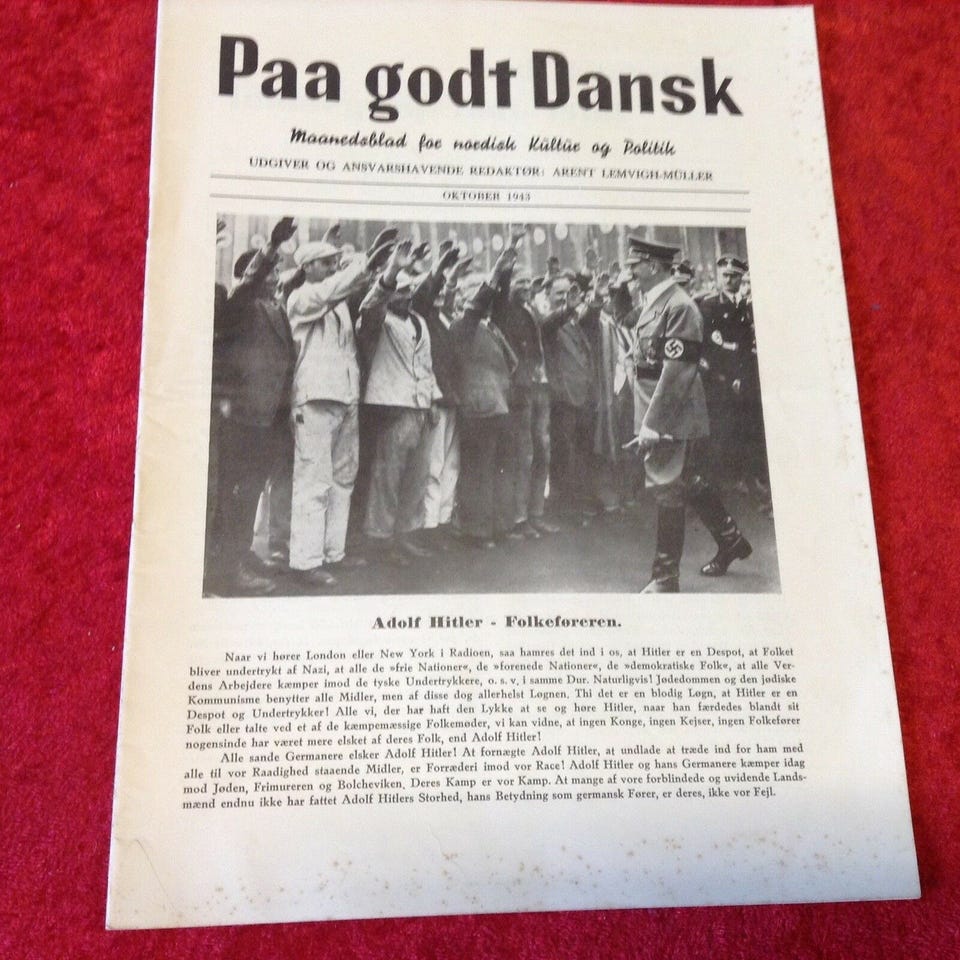 Paa godt Dansk
Maanedsblad for nordisk Kültür og Politik
UDGIVER OG ANSVARSHAVENDE REDAKTØR: ARENT LEMVIGH-MÜLLER
OKTOBER 1943
Adolf Hitler - Folkeføreren.
Naar vi hører London eller New York i Radioen, saa hamres det ind i os, at Hitler er en Despot, at Folket
bliver undertrykt af Nazi, at alle de »frie Nationer«, de »forenede Nationer«, de »demokratiske Folk«, at alle Ver-
dens Arbejdere kæmper imod de tyske Undertrykkere, o. s. v. i samme Dur. Naturligvis! Jødedommen og den jødiske
Kommunisme benytter alle Midler, men af disse dog allerhelst Løgnen. Thi det er en blodig Løgn, at Hitler er en
Despot og Undertrykker! Alle vi, der har haft den Lykke at se og høre Hitler, naar han færdedes blandt sit
Folk eller talte ved et af de kæmpemæssige Folkemøder, vi kan vidne, at ingen Konge, ingen Kejser, ingen Folkefører
nogensinde har været mere elsket af deres Folk, end Adolf Hitler!
Alle sande Germanere elsker Adolf Hitler! At fornægte Adolf Hitler, at undlade at træde ind for ham med
alle til vor Raadighed staaende Midler, er Forræderi imod vor Race! Adolf Hitler og hans Germanere kæmper idag
mod Jøden, Frimureren og Bolcheviken. Deres Kamp er vor Kamp. At mange af vore forblindede og uvidende Lands-
mænd endnu ikke har fattet Adolf Hitlers Storhed, hans Betydning som germansk Fører, er deres, ikke vor Fejl.